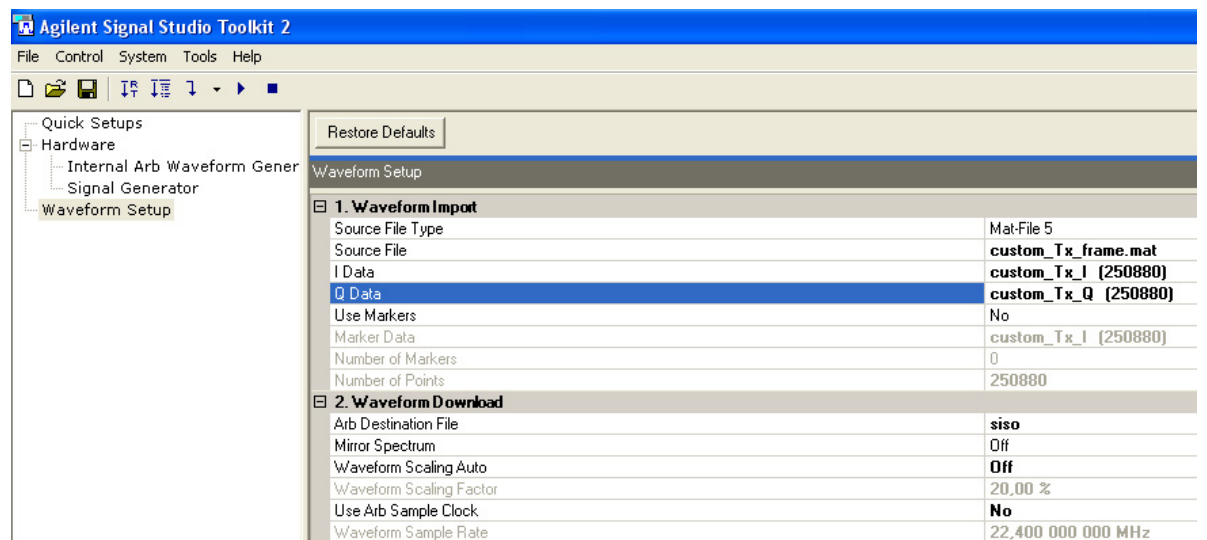 Agilent Signal Studio Toolkit 2
File Control System Tools Help
Quick Setups
Hardware
Internal Arb Waveform Gener
Signal Generator
Waveform Setup
Restore Defaults
Waveform Setup
1. Waveform Import
Source File Type Mat-File 5
Source File custom_Tx_frame.mat
I Data custom_Tx_I (250880)
Q Data custom_Tx_Q (250880)
Use Markers No
Marker Data custom_Tx_I (250880)
Number of Markers 0
Number of Points 250880
2. Waveform Download
Arb Destination File siso
Mirror Spectrum Off
Waveform Scaling Auto Off
Waveform Scaling Factor 20,00 %
Use Arb Sample Clock No
Waveform Sample Rate 22,400 000 000 MHz